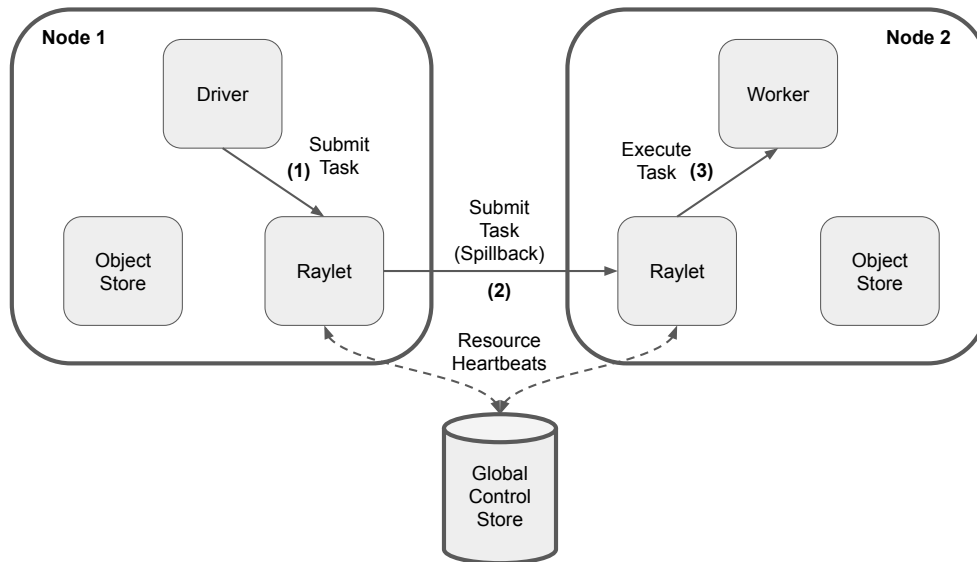 Node 1
Node 2
Driver
Worker
Submit
Task
(1)
Execute
Task
(3)
Object
Store
Raylet
Submit
Task
(Spillback)
(2)
Raylet
Object
Store
Resource
Heartbeats
Global
Control
Store